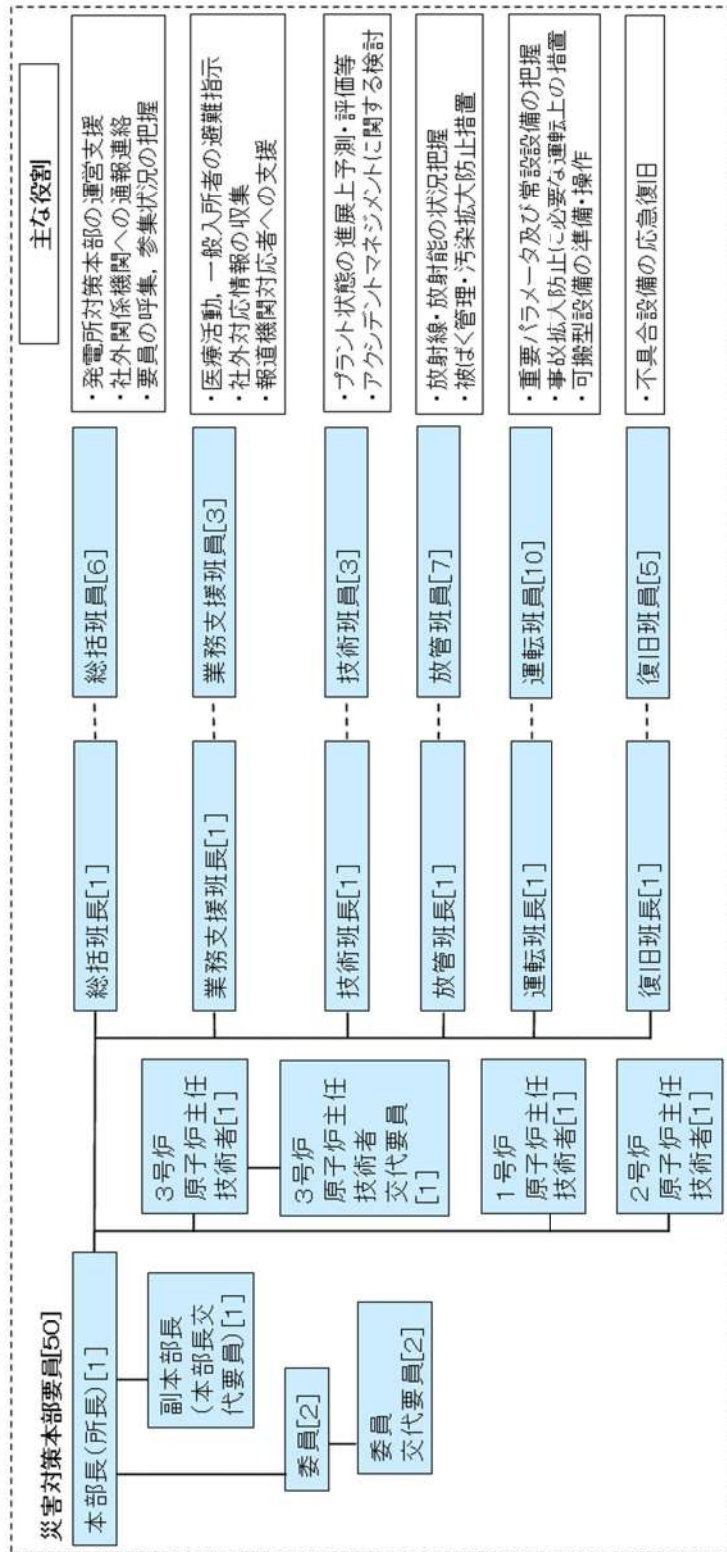 災害対策本部要員[50]
本部長(所長)[1]
副本部長
(本部長交
代要員)[1]
委員[2]
委員
交代要員[2]
3号炉
原子炉主任
技術者[1]
3号炉
原子炉主任
技術者
交代要員
[1]
1号炉
原子炉主任
技術者[1]
2号炉
原子炉主任
技術者[1]
主な役割
総括班長[1]
総括班員[6]
・発電所対策本部の運営支援
・社外関係機関への通報連絡
・要員の呼集，参集状況の把握
業務支援班長[1]
業務支援班員[3]
・医療活動，一般入所者の避難指示
・社外対応情報の収集
・報道機関対応者への支援
技術班長[1]
技術班員[3]
・プラント状態の進展上予測・評価等
・アクシデントマネジメントに関する検討
放管班長[1]
放管班員[7]
・放射線・放射能の状況把握
・被ばく管理・汚染拡大防止措置
運転班長[1]
運転班員[10]
・重要パラメータ及び常設設備の把握
・事故拡大防止に必要な運転上の措置
・可搬型設備の準備・操作
復旧班長[1]
復旧班員[5]
・不具合設備の応急復旧